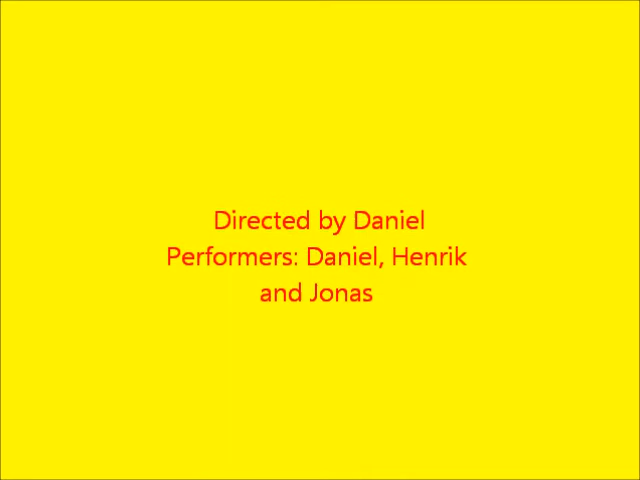 Directed by Daniel
Performers: Daniel, Henrik
and Jonas